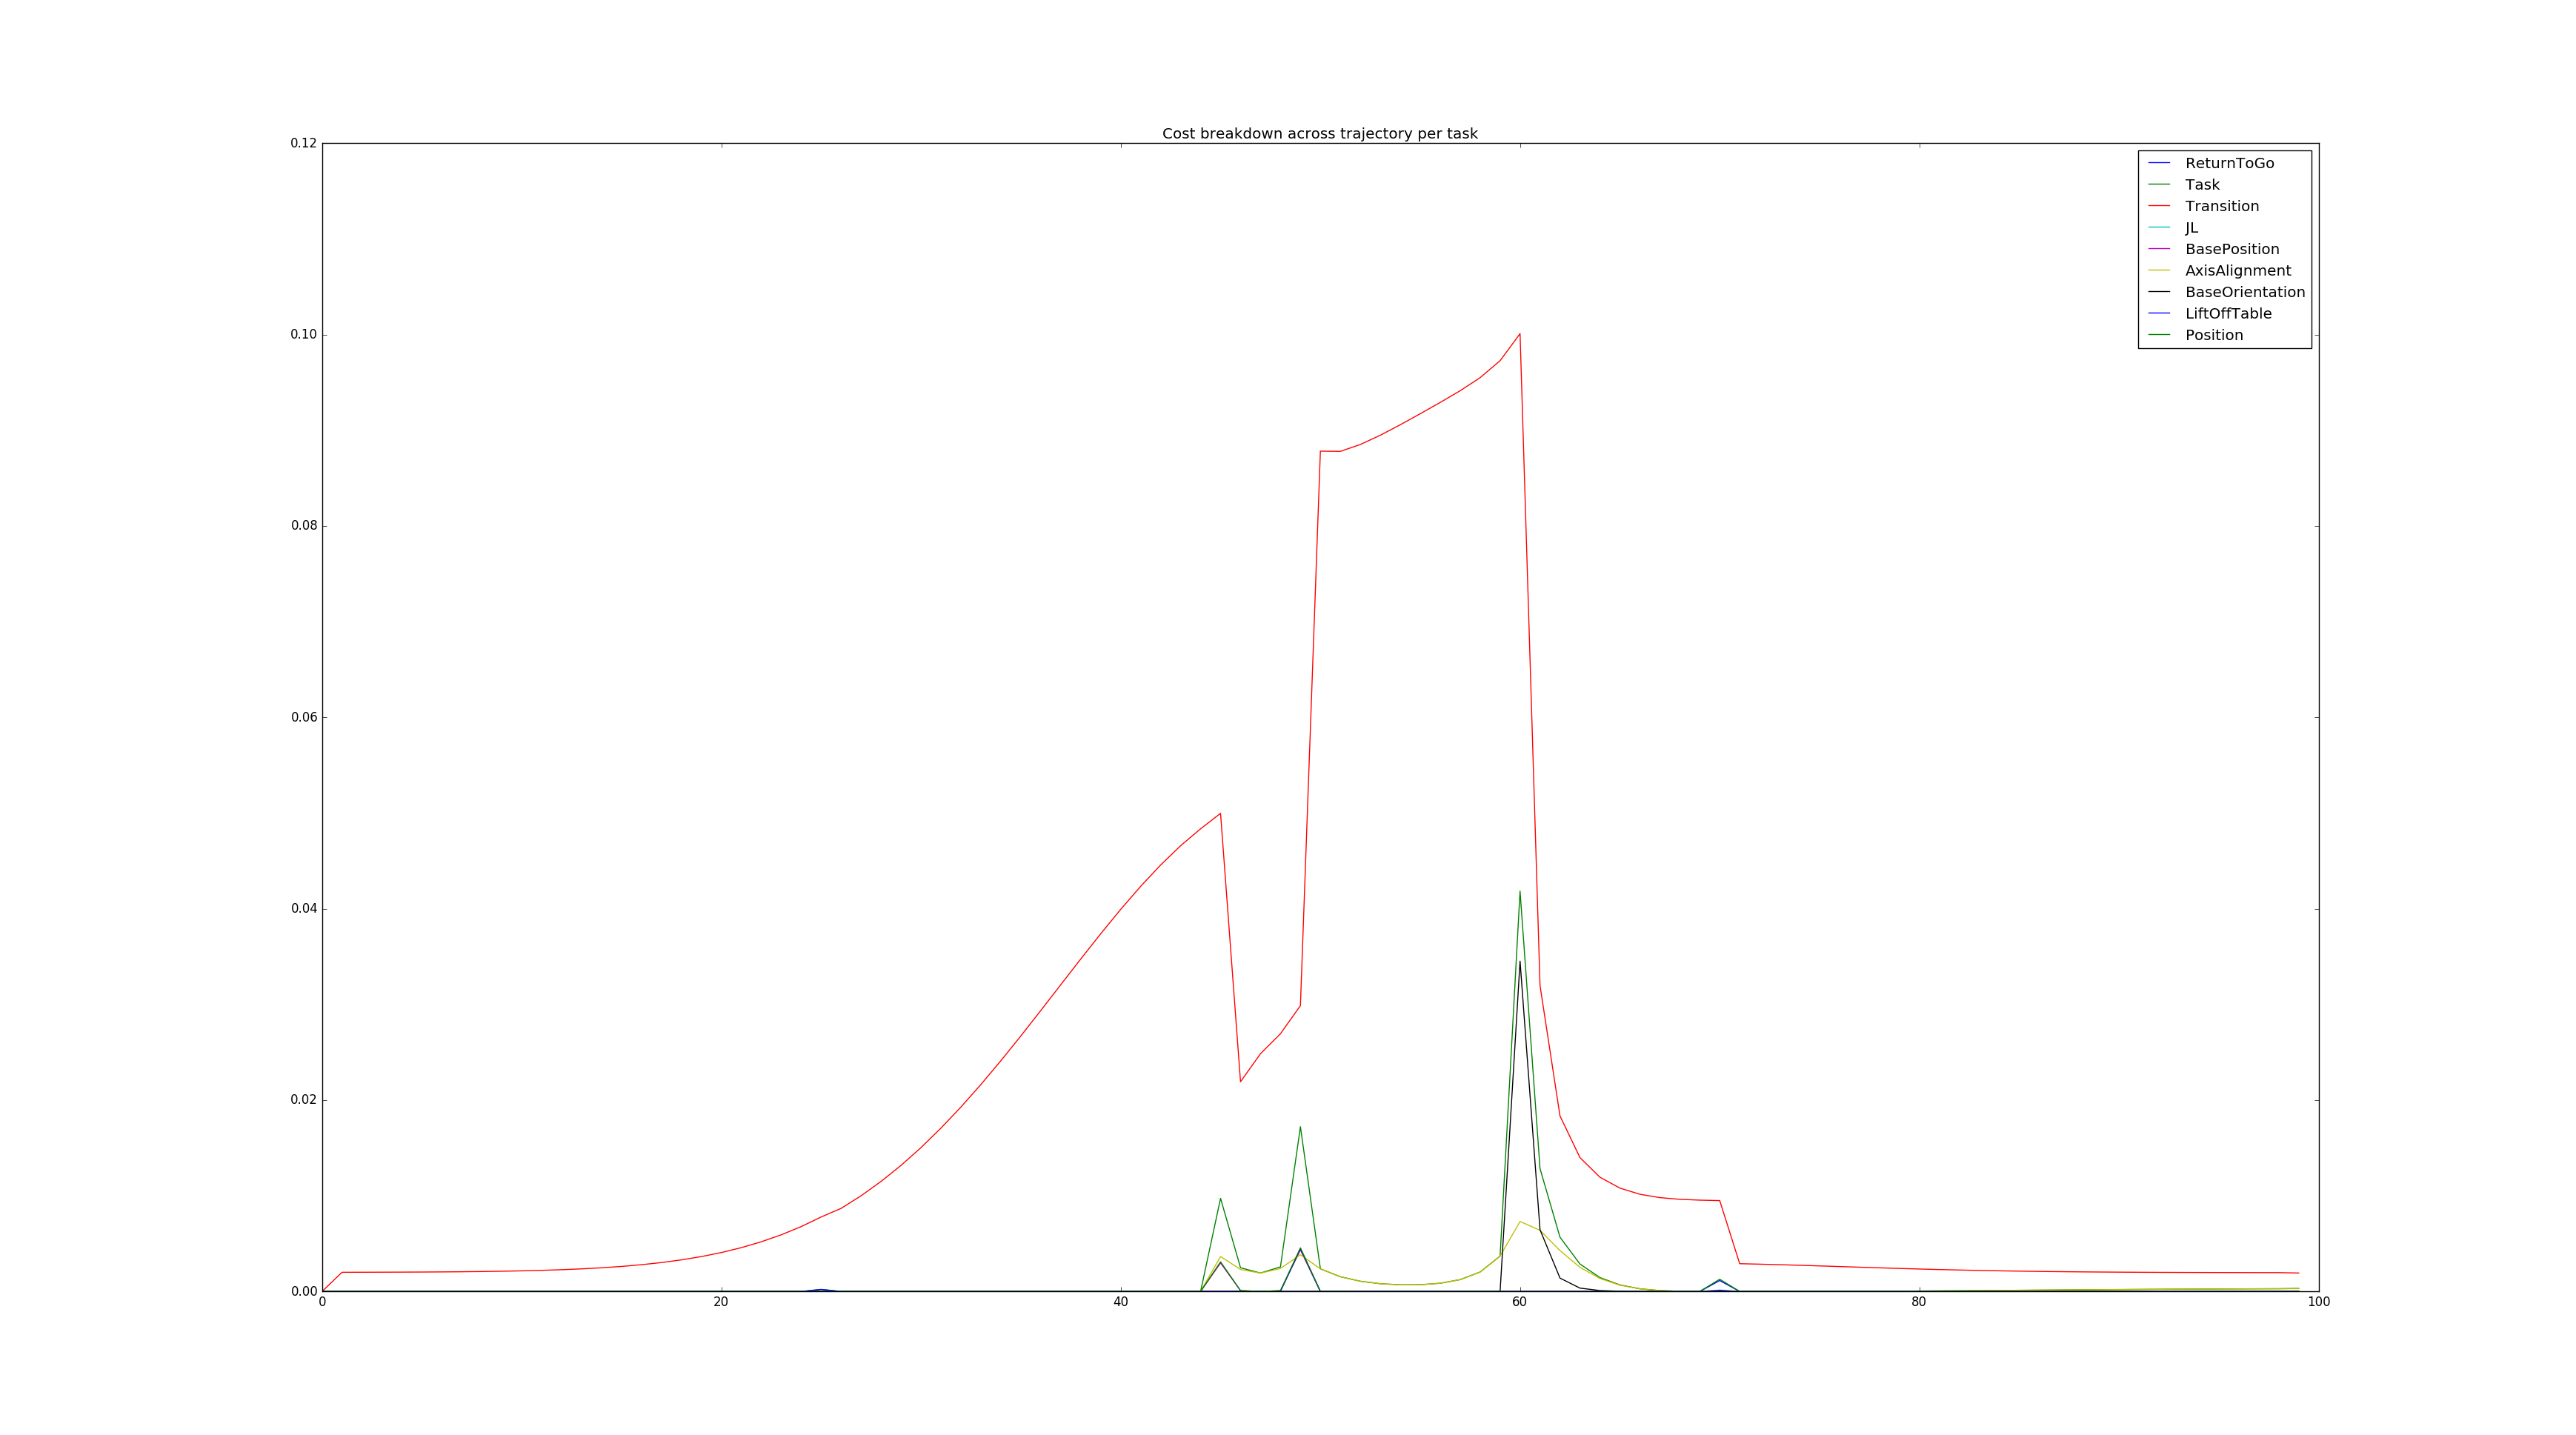 Cost breakdown across trajectory per task
0.12
0.10
0.08
0.06
0.04
0.02
0.00
0 20 40 60 80 100
ReturnToGo
Task
Transition
JL
BasePosition
AxisAlignment
BaseOrientation
LiftOffTable
Position